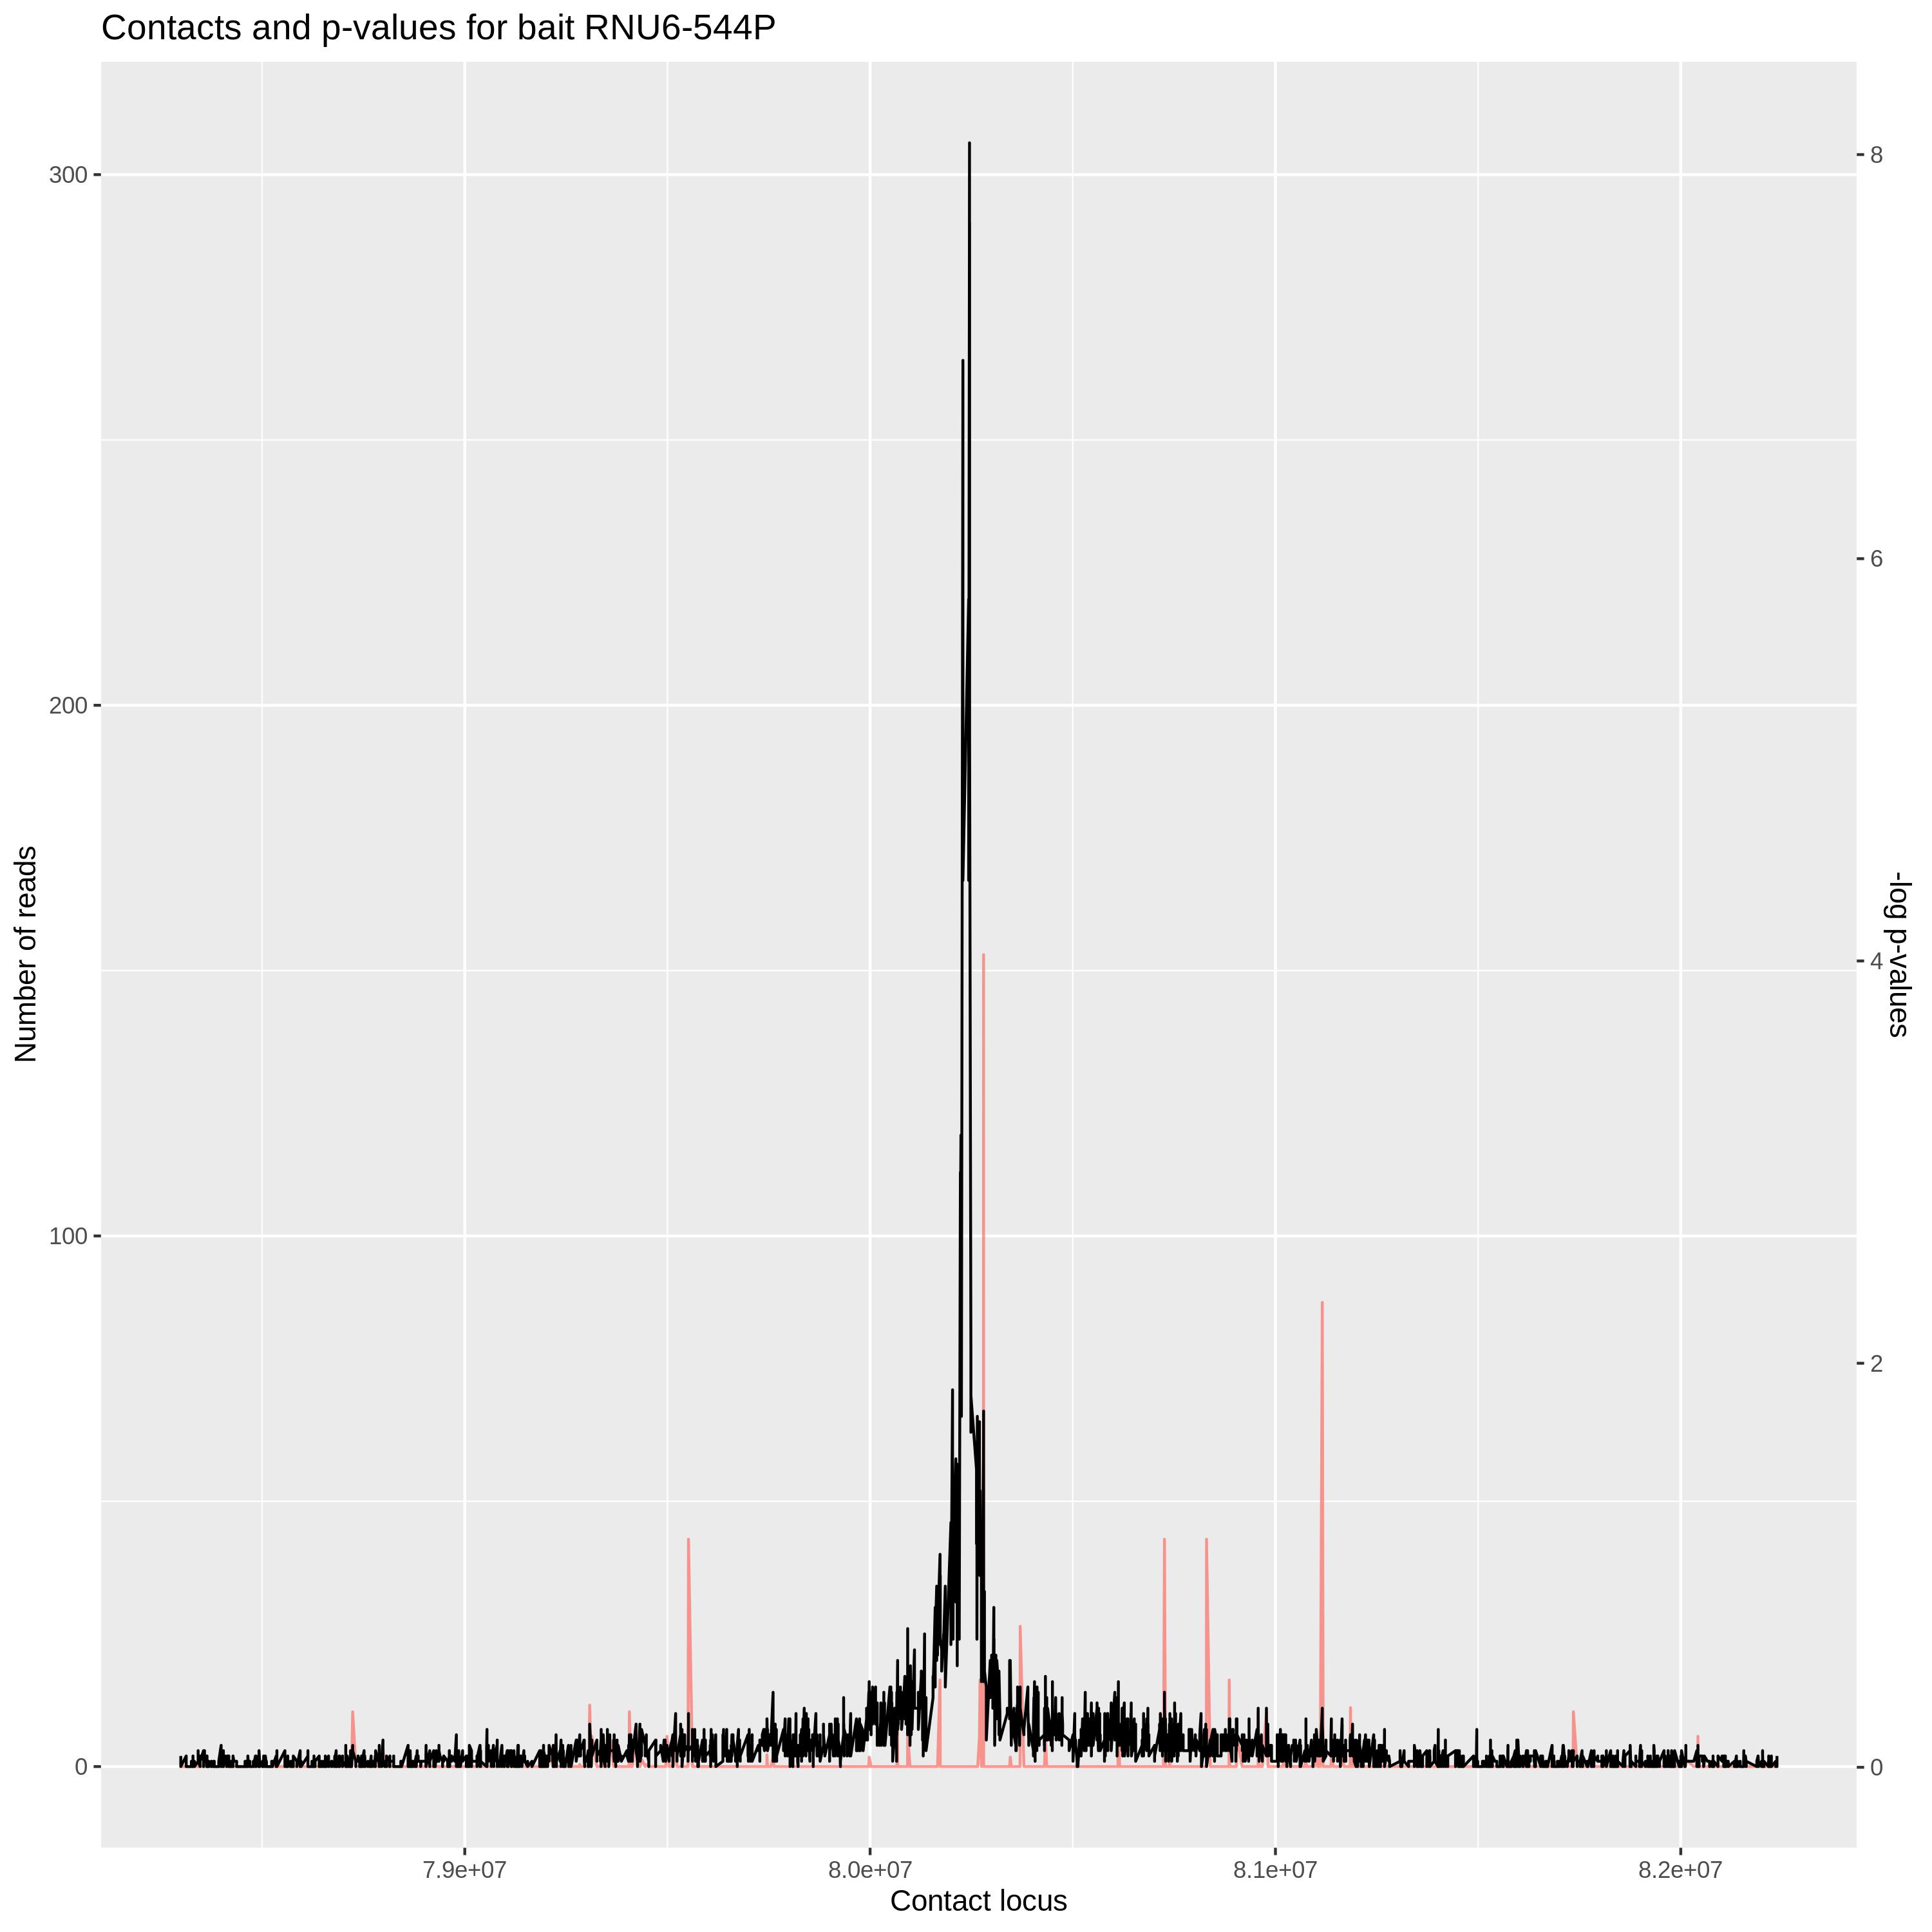 Contacts and p-values for bait RNU6-544P
300
200
100
0
Number of reads
8
6
4
2
0
-log p-values
7.9e+07
8.0e+07
8.1e+07
8.2e+07
Contact locus